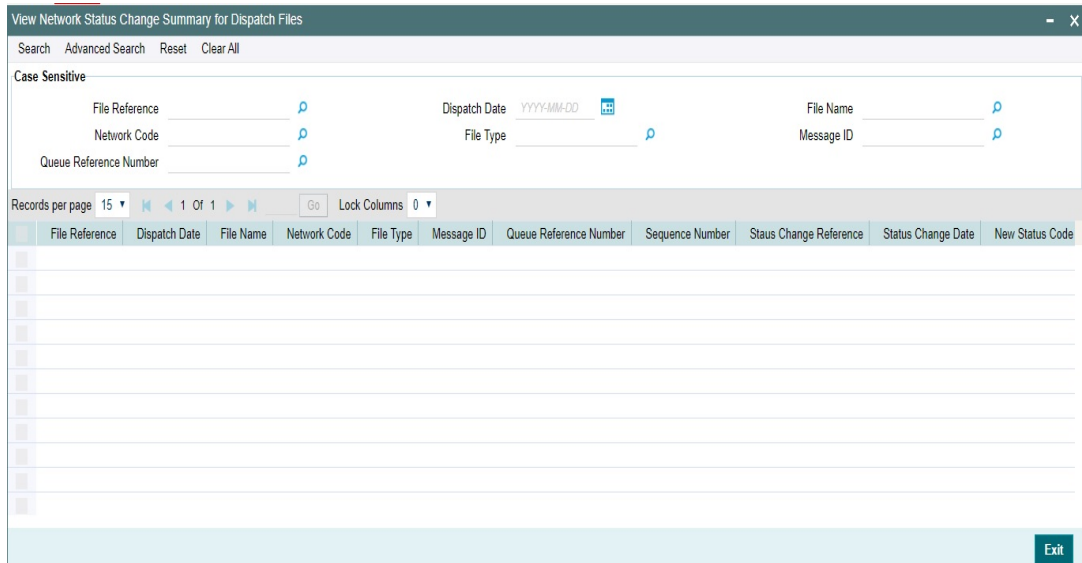 View Network Status Change Summary for Dispatch Files - X
Search Advanced Search Reset Clear All
Case Sensitive
File Reference Dispatch Date YYYY-MM-DD File Name
Network Code File Type Message ID
Queue Reference Number
Records per page 15 1 Of 1 Go Lock Columns 0
File Reference Dispatch Date File Name Network Code File Type Message ID Queue Reference Number Sequence Number Staus Change Reference Status Change Date New Status Code
Exit